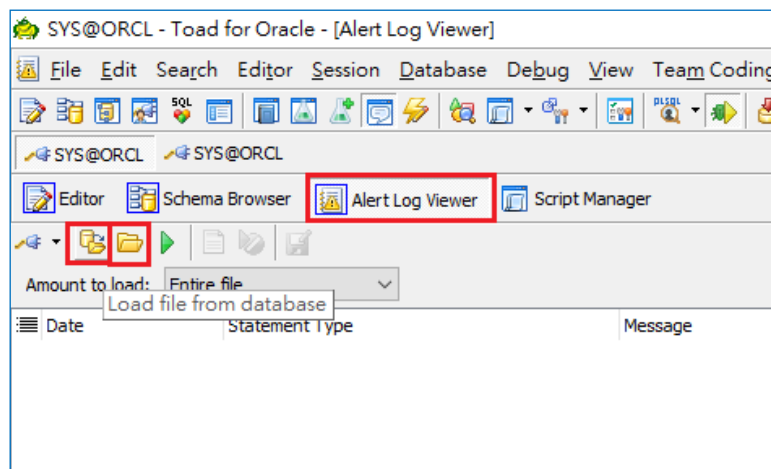 SYS@ORCL - Toad for Oracle - [Alert Log Viewer]
File Edit Search Editor Session Database Debug View Team Coding
SQL PLSQL
SYS@ORCL SYS@ORCL
Editor Schema Browser Alert Log Viewer Script Manager
Amount to load: Entire file
Load file from database
Date Statement Type Message